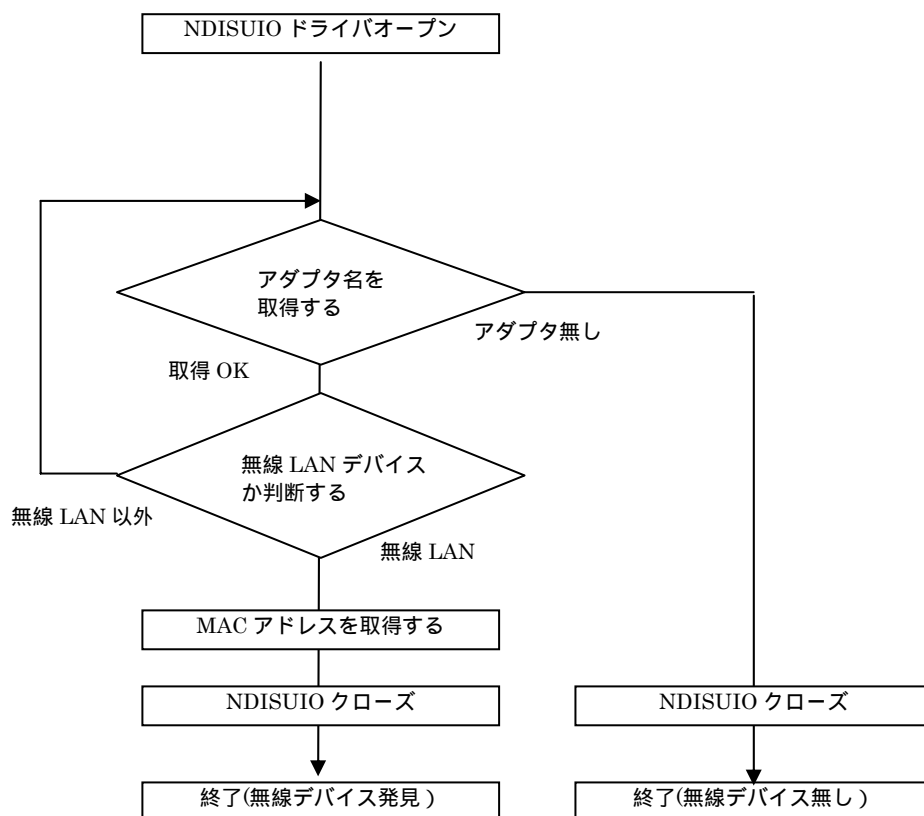 NDISUIO ドライバオープン
アダプタ名を
取得する
アダプタ無し
取得 OK
無線 LAN デバイス
か判断する
無線 LAN 以外
無線 LAN
MAC アドレスを取得する
NDISUIO クローズ
NDISUIO クローズ
終了(無線デバイス発見 )
終了(無線デバイス無し )